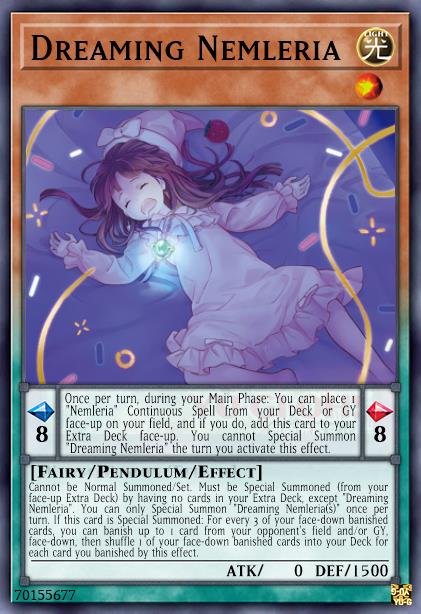 DREAMING NEMLERIA
LIGHT
光
Once per turn, during your Main Phase: You can place 1
"Nemleria" Continuous Spell from your Deck or GY
face-up on your field, and if you do, add this card to your
Extra Deck face-up. You cannot Special Summon
"Dreaming Nemleria" the turn you activate this effect.
8
8
[FAIRY/PENDULUM/EFFECT]
Cannot be Normal Summoned/Set. Must be Special Summoned (from your
face-up Extra Deck) by having no cards in your Extra Deck, except "Dreaming
Nemleria". You can only Special Summon "Dreaming Nemleria(s)" once per
turn. If this card is Special Summoned: For every 3 of your face-down banished
cards, you can banish up to 1 card from your opponent's field and/or GY,
face-down, then shuffle 1 of your face-down banished cards into your Deck for
each card you banished by this effect.
ATK/ 0 DEF/1500
70155677